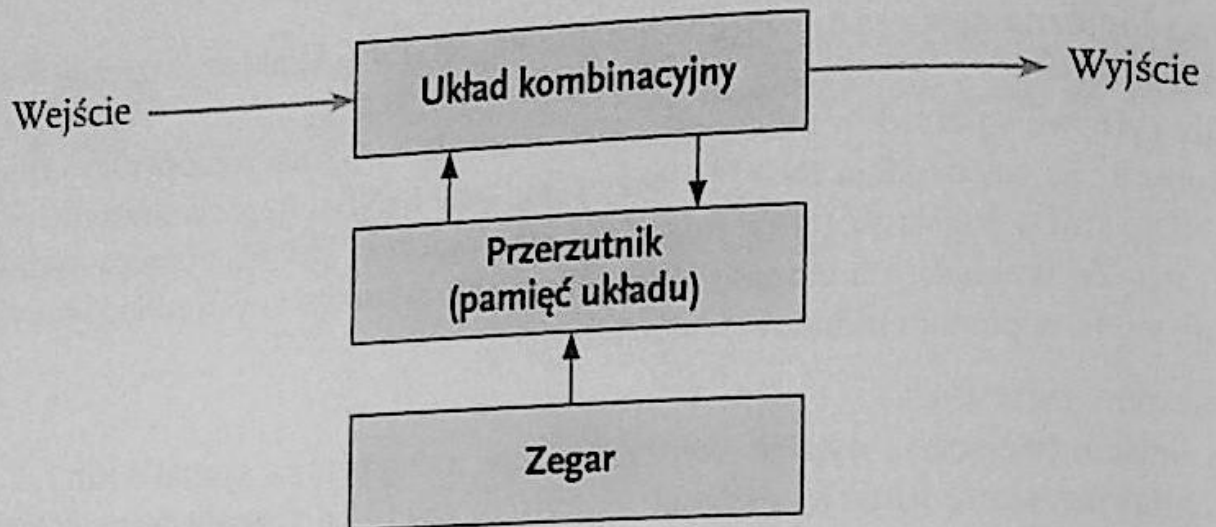 Układ kombinacyjny
Wejście
Wyjście
Przerzutnik
(pamięć układu)
Zegar